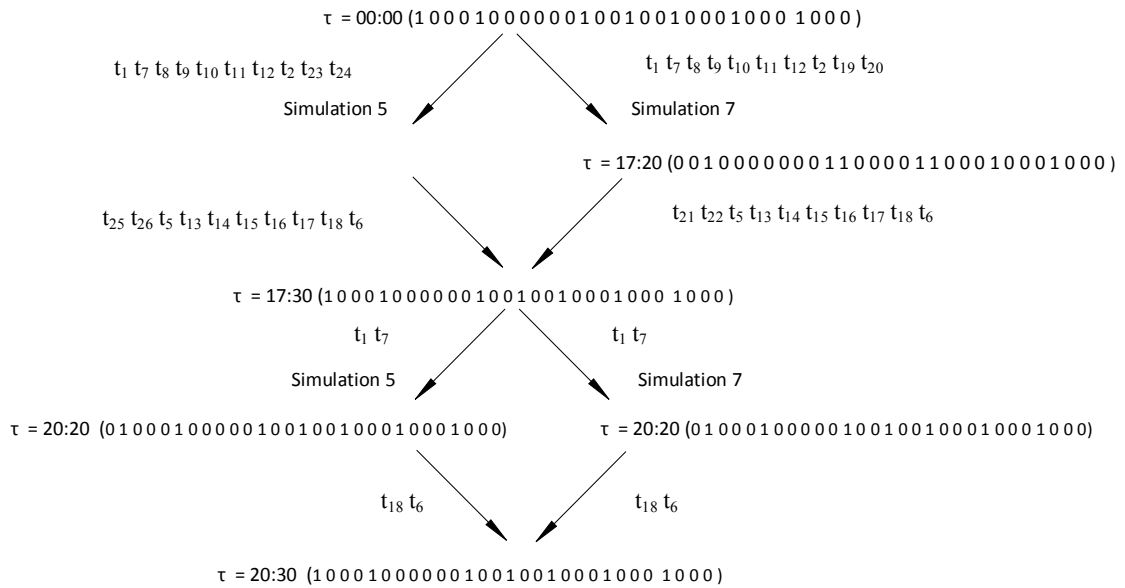 τ = 00:00 (1 0 0 0 1 0 0 0 0 0 0 1 0 0 1 0 0 1 0 0 0 1 0 0 0 1 0 0 0 )
t₁ t₇ t₈ t₉ t₁₀ t₁₁ t₁₂ t₂ t₂₃ t₂₄
t₁ t₇ t₈ t₉ t₁₀ t₁₁ t₁₂ t₂ t₁₉ t₂₀
Simulation 5
Simulation 7
τ = 17:20 (0 0 1 0 0 0 0 0 0 0 1 1 0 0 0 0 1 1 0 0 0 1 0 0 0 1 0 0 0 )
t₂₅ t₂₆ t₅ t₁₃ t₁₄ t₁₅ t₁₆ t₁₇ t₁₈ t₆
t₂₁ t₂₂ t₅ t₁₃ t₁₄ t₁₅ t₁₆ t₁₇ t₁₈ t₆
τ = 17:30 (1 0 0 0 1 0 0 0 0 0 0 1 0 0 1 0 0 1 0 0 0 1 0 0 0 1 0 0 0 )
t₁ t₇
t₁ t₇
Simulation 5
Simulation 7
τ = 20:20 (0 1 0 0 0 1 0 0 0 0 0 1 0 0 1 0 0 1 0 0 0 1 0 0 0 1 0 0 0)
τ = 20:20 (0 1 0 0 0 1 0 0 0 0 0 1 0 0 1 0 0 1 0 0 0 1 0 0 0 1 0 0 0)
t₁₈ t₆
t₁₈ t₆
τ = 20:30 (1 0 0 0 1 0 0 0 0 0 0 1 0 0 1 0 0 1 0 0 0 1 0 0 0 1 0 0 0 )